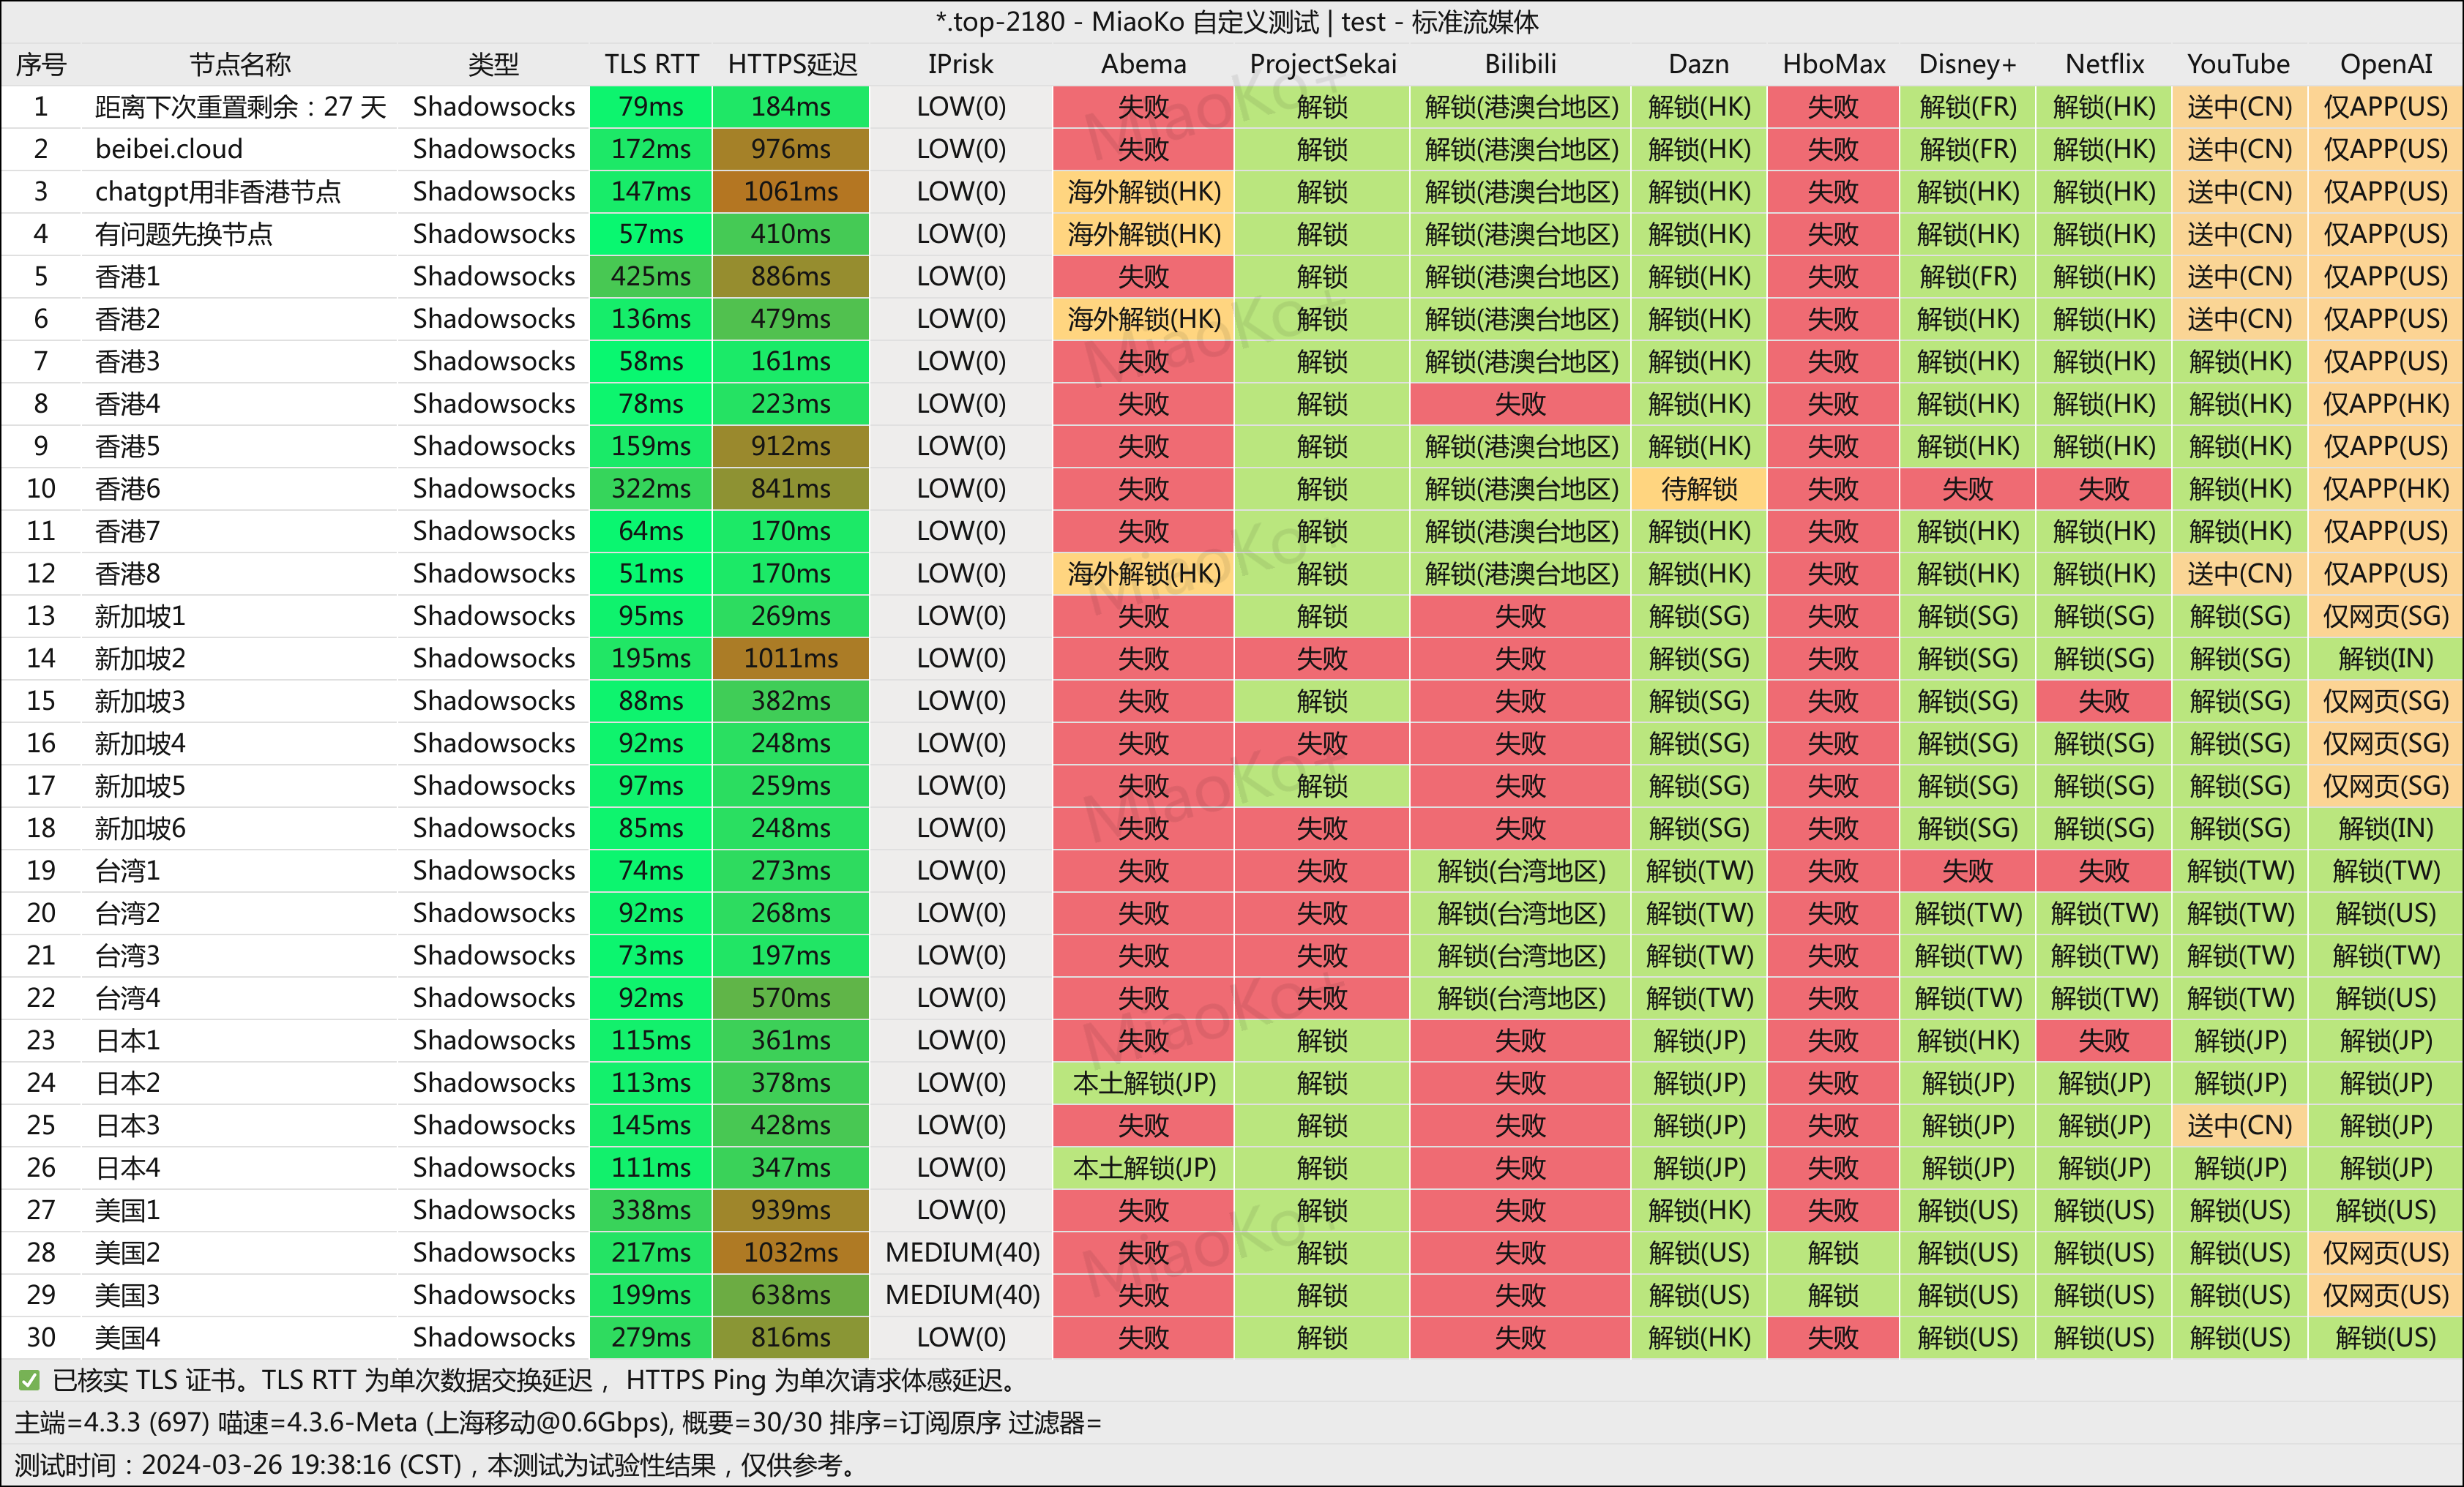 *.top-2180 - MiaoKo 自定义测试 | test - 标准流媒体
序号 节点名称 类型 TLS RTT HTTPS延迟 IPrisk Abema ProjectSekai Bilibili Dazn HboMax Disney+ Netflix YouTube OpenAI
1 距离下次重置剩余：27 天 Shadowsocks 79ms 184ms LOW(0) 失败 解锁 解锁(港澳台地区) 解锁(HK) 失败 解锁(FR) 解锁(HK) 送中(CN) 仅APP(US)
2 beibei.cloud Shadowsocks 172ms 976ms LOW(0) 失败 解锁 解锁(港澳台地区) 解锁(HK) 失败 解锁(FR) 解锁(HK) 送中(CN) 仅APP(US)
3 chatgpt用非香港节点 Shadowsocks 147ms 1061ms LOW(0) 海外解锁(HK) 解锁 解锁(港澳台地区) 解锁(HK) 失败 解锁(HK) 解锁(HK) 送中(CN) 仅APP(US)
4 有问题先换节点 Shadowsocks 57ms 410ms LOW(0) 海外解锁(HK) 解锁 解锁(港澳台地区) 解锁(HK) 失败 解锁(HK) 解锁(HK) 送中(CN) 仅APP(US)
5 香港1 Shadowsocks 425ms 886ms LOW(0) 失败 解锁 解锁(港澳台地区) 解锁(HK) 失败 解锁(FR) 解锁(HK) 送中(CN) 仅APP(US)
6 香港2 Shadowsocks 136ms 479ms LOW(0) 海外解锁(HK) 解锁 解锁(港澳台地区) 解锁(HK) 失败 解锁(HK) 解锁(HK) 送中(CN) 仅APP(US)
7 香港3 Shadowsocks 58ms 161ms LOW(0) 失败 解锁 解锁(港澳台地区) 解锁(HK) 失败 解锁(HK) 解锁(HK) 解锁(HK) 仅APP(US)
8 香港4 Shadowsocks 78ms 223ms LOW(0) 失败 解锁 失败 解锁(HK) 失败 解锁(HK) 解锁(HK) 解锁(HK) 仅APP(HK)
9 香港5 Shadowsocks 159ms 912ms LOW(0) 失败 解锁 解锁(港澳台地区) 解锁(HK) 失败 解锁(HK) 解锁(HK) 解锁(HK) 仅APP(US)
10 香港6 Shadowsocks 322ms 841ms LOW(0) 失败 解锁 解锁(港澳台地区) 待解锁 失败 失败 失败 解锁(HK) 仅APP(HK)
11 香港7 Shadowsocks 64ms 170ms LOW(0) 失败 解锁 解锁(港澳台地区) 解锁(HK) 失败 解锁(HK) 解锁(HK) 解锁(HK) 仅APP(US)
12 香港8 Shadowsocks 51ms 170ms LOW(0) 海外解锁(HK) 解锁 解锁(港澳台地区) 解锁(HK) 失败 解锁(HK) 解锁(HK) 送中(CN) 仅APP(US)
13 新加坡1 Shadowsocks 95ms 269ms LOW(0) 失败 解锁 失败 解锁(SG) 失败 解锁(SG) 解锁(SG) 解锁(SG) 仅网页(SG)
14 新加坡2 Shadowsocks 195ms 1011ms LOW(0) 失败 失败 失败 解锁(SG) 失败 解锁(SG) 解锁(SG) 解锁(SG) 解锁(IN)
15 新加坡3 Shadowsocks 88ms 382ms LOW(0) 失败 解锁 失败 解锁(SG) 失败 解锁(SG) 失败 解锁(SG) 仅网页(SG)
16 新加坡4 Shadowsocks 92ms 248ms LOW(0) 失败 失败 失败 解锁(SG) 失败 解锁(SG) 解锁(SG) 解锁(SG) 仅网页(SG)
17 新加坡5 Shadowsocks 97ms 259ms LOW(0) 失败 解锁 失败 解锁(SG) 失败 解锁(SG) 解锁(SG) 解锁(SG) 仅网页(SG)
18 新加坡6 Shadowsocks 85ms 248ms LOW(0) 失败 失败 失败 解锁(SG) 失败 解锁(SG) 解锁(SG) 解锁(SG) 解锁(IN)
19 台湾1 Shadowsocks 74ms 273ms LOW(0) 失败 失败 解锁(台湾地区) 解锁(TW) 失败 失败 失败 解锁(TW) 解锁(TW)
20 台湾2 Shadowsocks 92ms 268ms LOW(0) 失败 失败 解锁(台湾地区) 解锁(TW) 失败 解锁(TW) 解锁(TW) 解锁(TW) 解锁(US)
21 台湾3 Shadowsocks 73ms 197ms LOW(0) 失败 失败 解锁(台湾地区) 解锁(TW) 失败 解锁(TW) 解锁(TW) 解锁(TW) 解锁(TW)
22 台湾4 Shadowsocks 92ms 570ms LOW(0) 失败 失败 解锁(台湾地区) 解锁(TW) 失败 解锁(TW) 解锁(TW) 解锁(TW) 解锁(US)
23 日本1 Shadowsocks 115ms 361ms LOW(0) 失败 解锁 失败 解锁(JP) 失败 解锁(HK) 失败 解锁(JP) 解锁(JP)
24 日本2 Shadowsocks 113ms 378ms LOW(0) 本土解锁(JP) 解锁 失败 解锁(JP) 失败 解锁(JP) 解锁(JP) 解锁(JP) 解锁(JP)
25 日本3 Shadowsocks 145ms 428ms LOW(0) 失败 解锁 失败 解锁(JP) 失败 解锁(JP) 解锁(JP) 送中(CN) 解锁(JP)
26 日本4 Shadowsocks 111ms 347ms LOW(0) 本土解锁(JP) 解锁 失败 解锁(JP) 失败 解锁(JP) 解锁(JP) 解锁(JP) 解锁(JP)
27 美国1 Shadowsocks 338ms 939ms LOW(0) 失败 解锁 失败 解锁(HK) 失败 解锁(US) 解锁(US) 解锁(US) 解锁(US)
28 美国2 Shadowsocks 217ms 1032ms MEDIUM(40) 失败 解锁 失败 解锁(US) 解锁 解锁(US) 解锁(US) 解锁(US) 仅网页(US)
29 美国3 Shadowsocks 199ms 638ms MEDIUM(40) 失败 解锁 失败 解锁(US) 解锁 解锁(US) 解锁(US) 解锁(US) 仅网页(US)
30 美国4 Shadowsocks 279ms 816ms LOW(0) 失败 解锁 失败 解锁(HK) 失败 解锁(US) 解锁(US) 解锁(US) 解锁(US)
✅ 已核实 TLS 证书。TLS RTT 为单次数据交换延迟， HTTPS Ping 为单次请求体感延迟。
主端=4.3.3 (697) 喵速=4.3.6-Meta (上海移动@0.6Gbps), 概要=30/30 排序=订阅原序 过滤器=
测试时间：2024-03-26 19:38:16 (CST)，本测试为试验性结果，仅供参考。
MiaoKo+
MiaoKo+
MiaoKo+
MiaoKo+
MiaoKo+
MiaoKo+